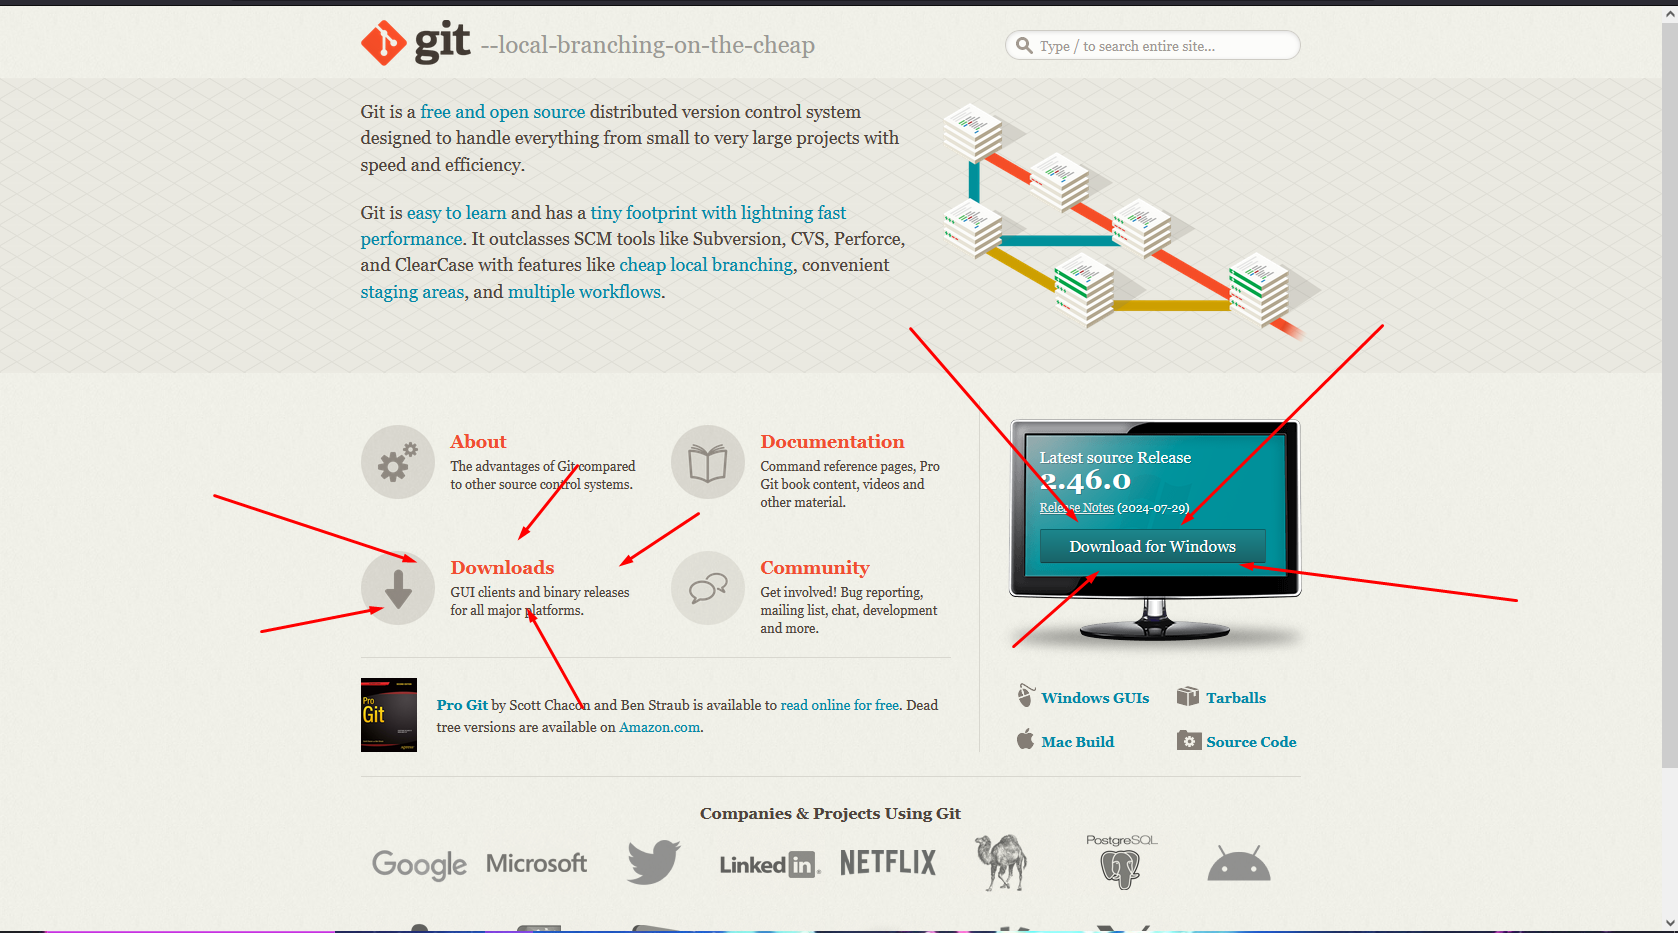 git --local-branching-on-the-cheap
Type / to search entire site...
Git is a free and open source distributed version control system
designed to handle everything from small to very large projects with
speed and efficiency.
Git is easy to learn and has a tiny footprint with lightning fast
performance. It outclasses SCM tools like Subversion, CVS, Perforce,
and ClearCase with features like cheap local branching, convenient
staging areas, and multiple workflows.
About
The advantages of Git compared
to other source control systems.
Documentation
Command reference pages, Pro
Git book content, videos and
other material.
Downloads
GUI clients and binary releases
for all major platforms.
Community
Get involved! Bug reporting,
mailing list, chat, development
and more.
Latest source Release
2.46.0
Release Notes (2024-07-29)
Download for Windows
Windows GUIs
Tarballs
Mac Build
Source Code
Pro
Git
Pro Git by Scott Chacon and Ben Straub is available to read online for free. Dead
tree versions are available on Amazon.com.
Companies & Projects Using Git
Google
Microsoft
Linked in
NETFLIX
PostgreSQL